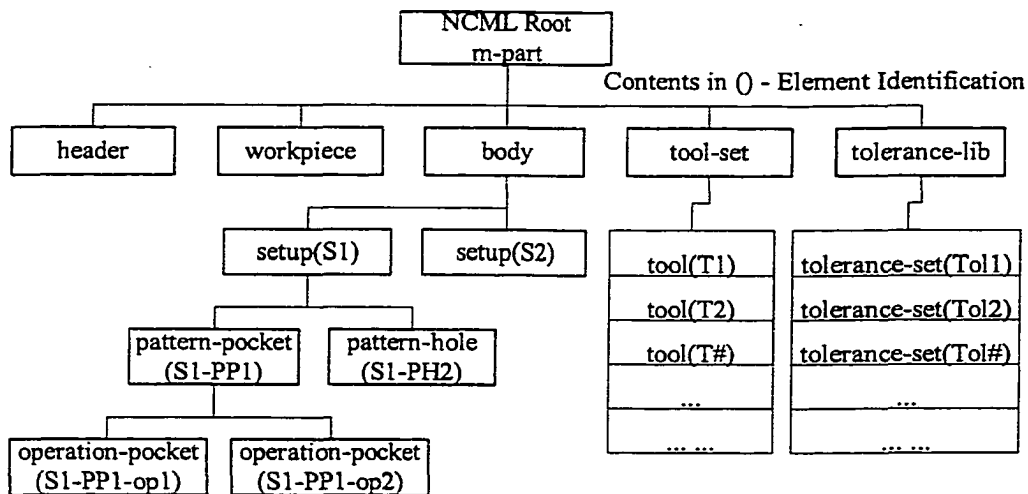 NCML Root
m-part
Contents in () - Element Identification
header
workpiece
body
tool-set
tolerance-lib
setup(S1)
setup(S2)
tool(T1)
tolerance-set(Tol1)
tool(T2)
tolerance-set(Tol2)
tool(T#)
tolerance-set(Tol#)
...
...
... ...
... ...
pattern-pocket
(S1-PP1)
pattern-hole
(S1-PH2)
operation-pocket
(S1-PP1-op1)
operation-pocket
(S1-PP1-op2)